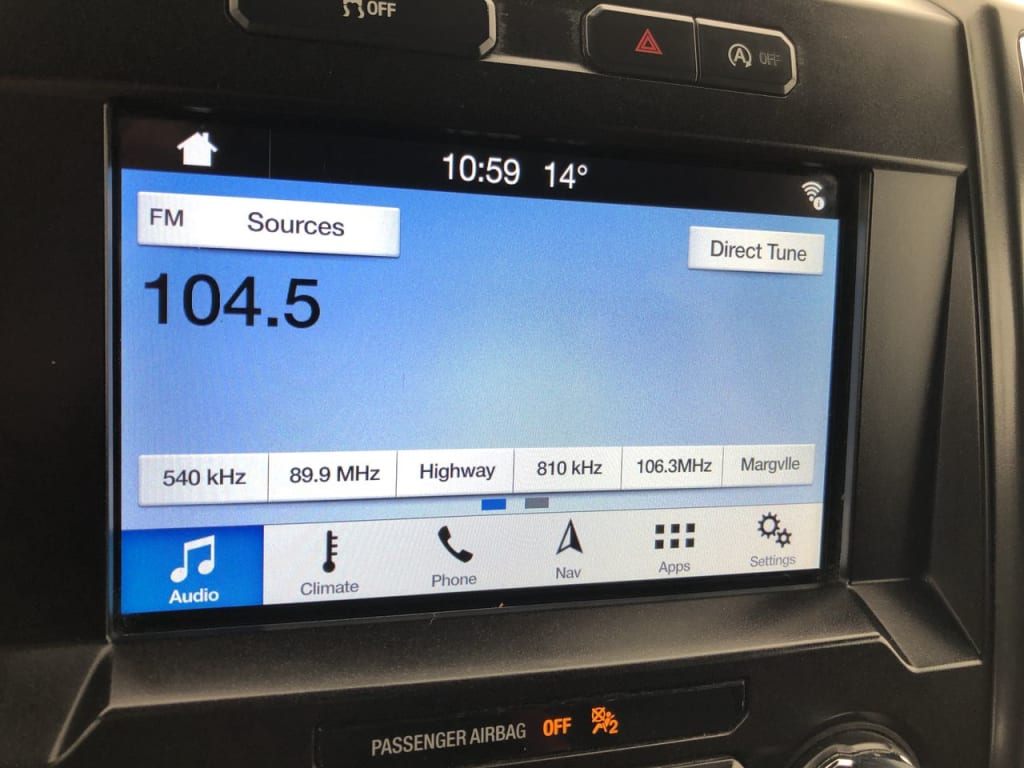 OFF
A OFF
10:59 14°
FM Sources
Direct Tune
104.5
540 kHz 89.9 MHz Highway 810 kHz 106.3MHz Margvlle
Audio Climate Phone Nav Apps Settings
PASSENGER AIRBAG OFF 2